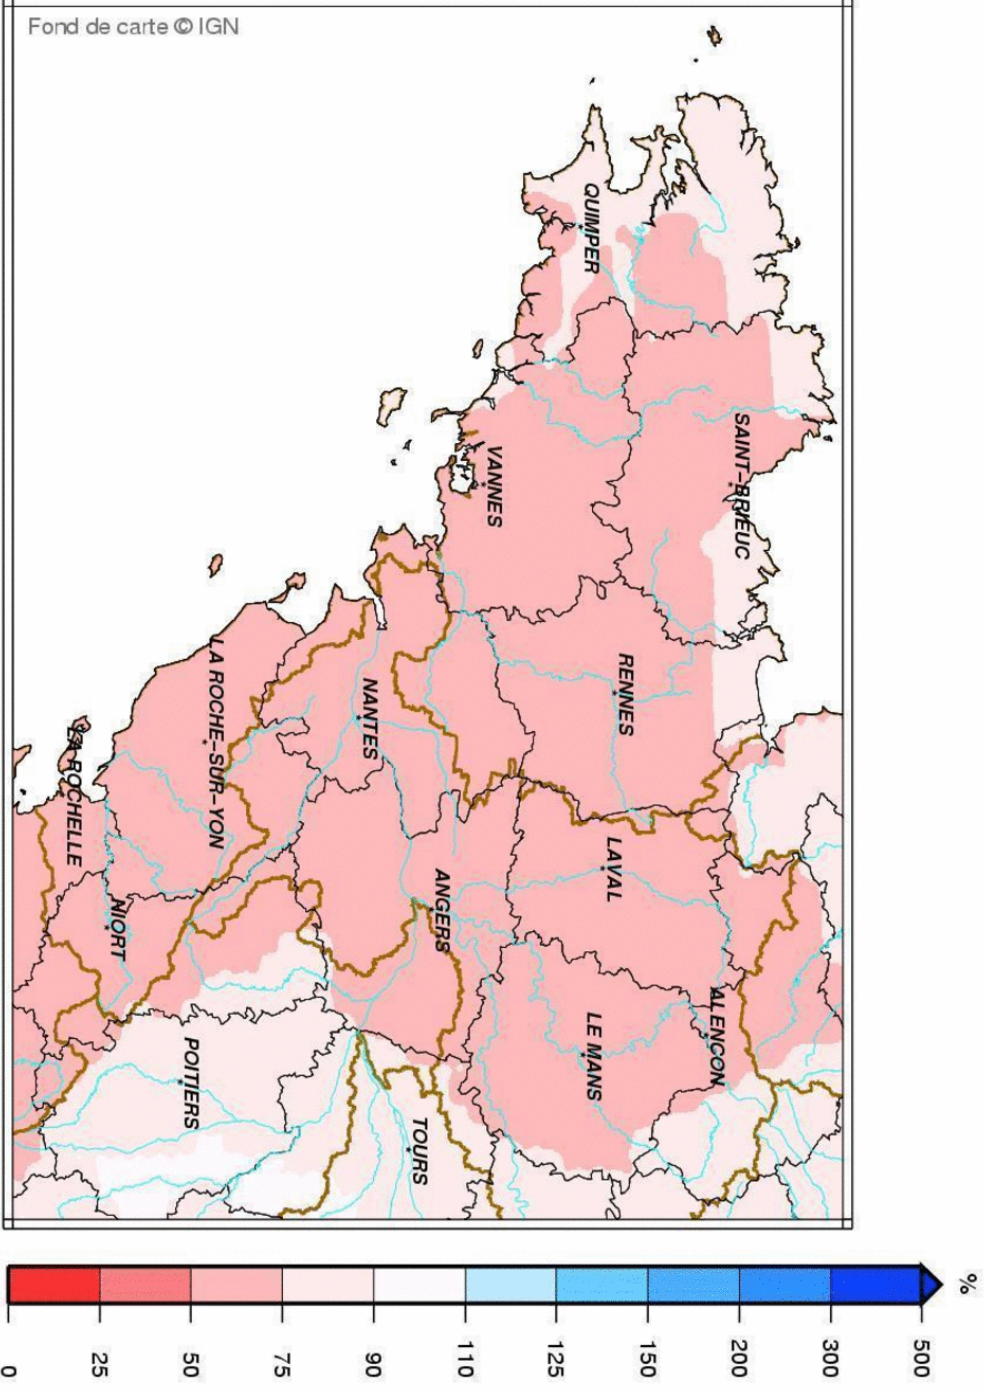 Fond de carte © IGN
QUIMPER
SAINT-BRIEUC
VANNES
RENNES
LA ROCHE-SUR-YON
NANTES
LA ROCHELLE
LAVAL
ANGERS
NIORT
ALENCON
LE MANS
POITIERS
TOURS
%
0 25 50 75 90 110 125 150 200 300 500